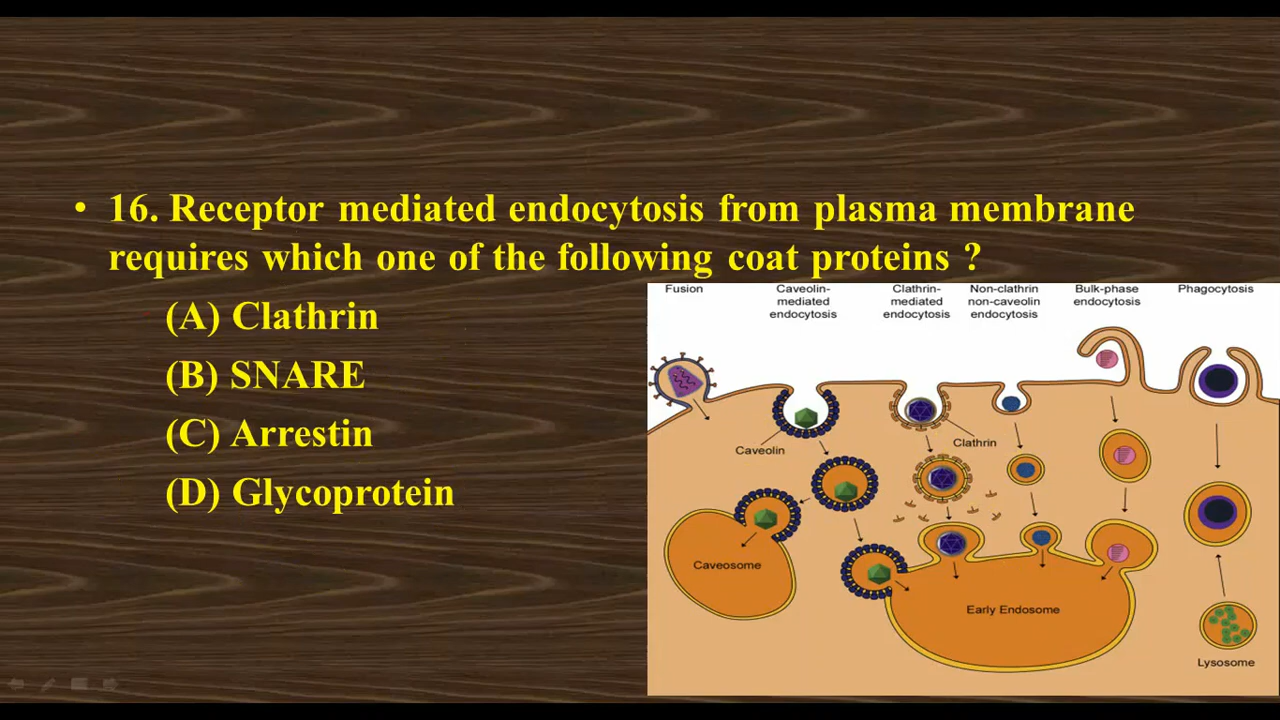 • 16. Receptor mediated endocytosis from plasma membrane
requires which one of the following coat proteins ?
(A) Clathrin
(B) SNARE
(C) Arrestin
(D) Glycoprotein
Fusion
Caveolin-
mediated
endocytosis
Clathrin-
mediated
endocytosis
Non-clathrin
non-caveolin
endocytosis
Bulk-phase
endocytosis
Phagocytosis
Caveolin
Clathrin
Caveosome
Early Endosome
Lysosome